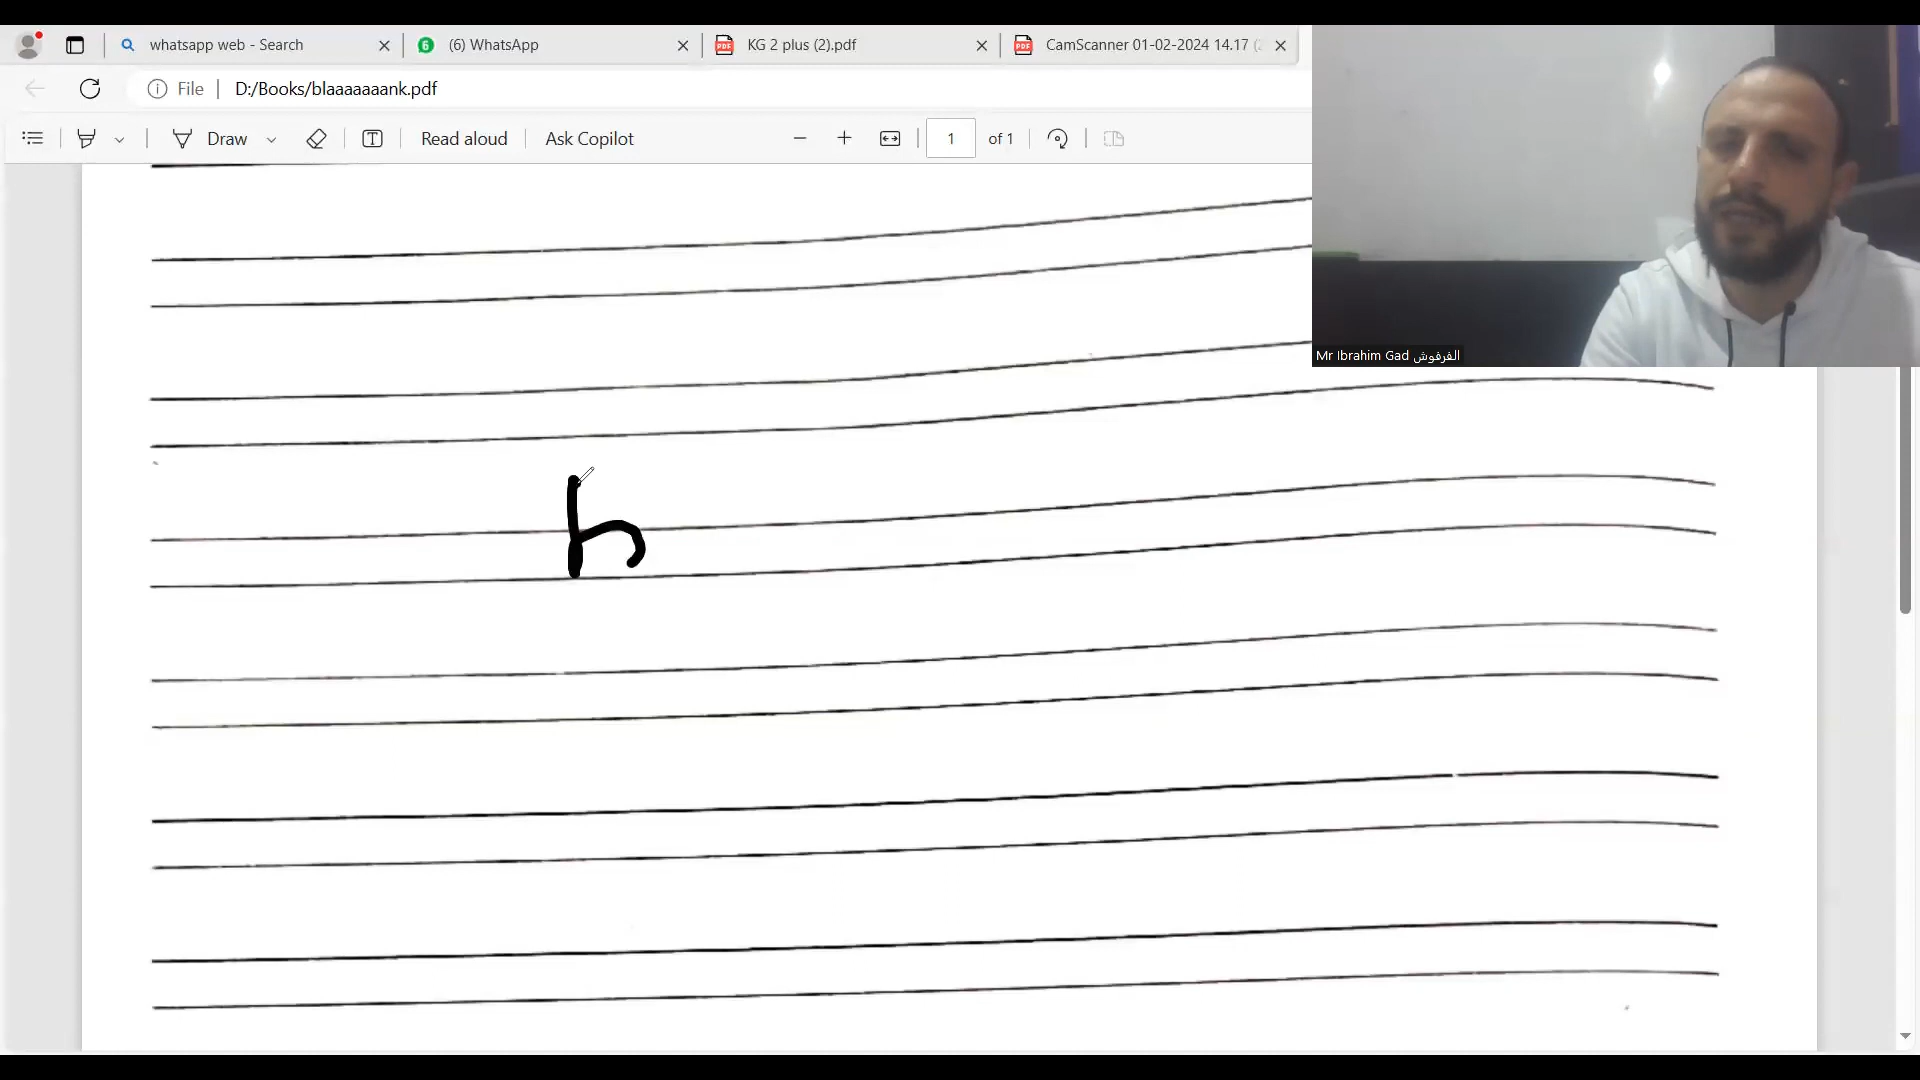 whatsapp web - Search
(6) WhatsApp
KG 2 plus (2).pdf
CamScanner 01-02-2024 14.17 (
File
D:/Books/blaaaaaaank.pdf
Draw
Read aloud
Ask Copilot
1
of 1
Mr Ibrahim Gad الفرفوش
h